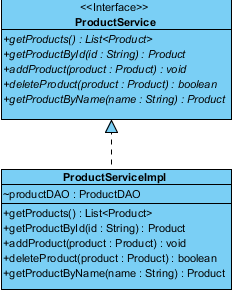 <<Interface>>
ProductService
+getProducts() : List<Product>
+getProductById(id : String) : Product
+addProduct(product : Product) : void
+deleteProduct(product : Product) : boolean
+getProductByName(name : String) : Product
ProductServiceImpl
~productDAO : ProductDAO
+getProducts() : List<Product>
+getProductById(id : String) : Product
+addProduct(product : Product) : void
+deleteProduct(product : Product) : boolean
+getProductByName(name : String) : Product